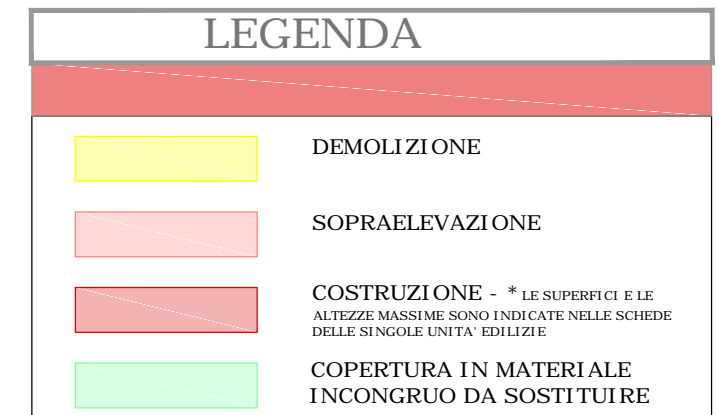 LEGENDA
DEMOLIZIONE
SOPRAELEVAZIONE
COSTRUZIONE - * LE SUPERFICI E LE
ALTEZZE MASSIME SONO INDICATE NELLE SCHEDE
DELLE SINGOLE UNITA' EDILIZIE
COPERTURA IN MATERIALE
INCONGRUO DA SOSTITUIRE